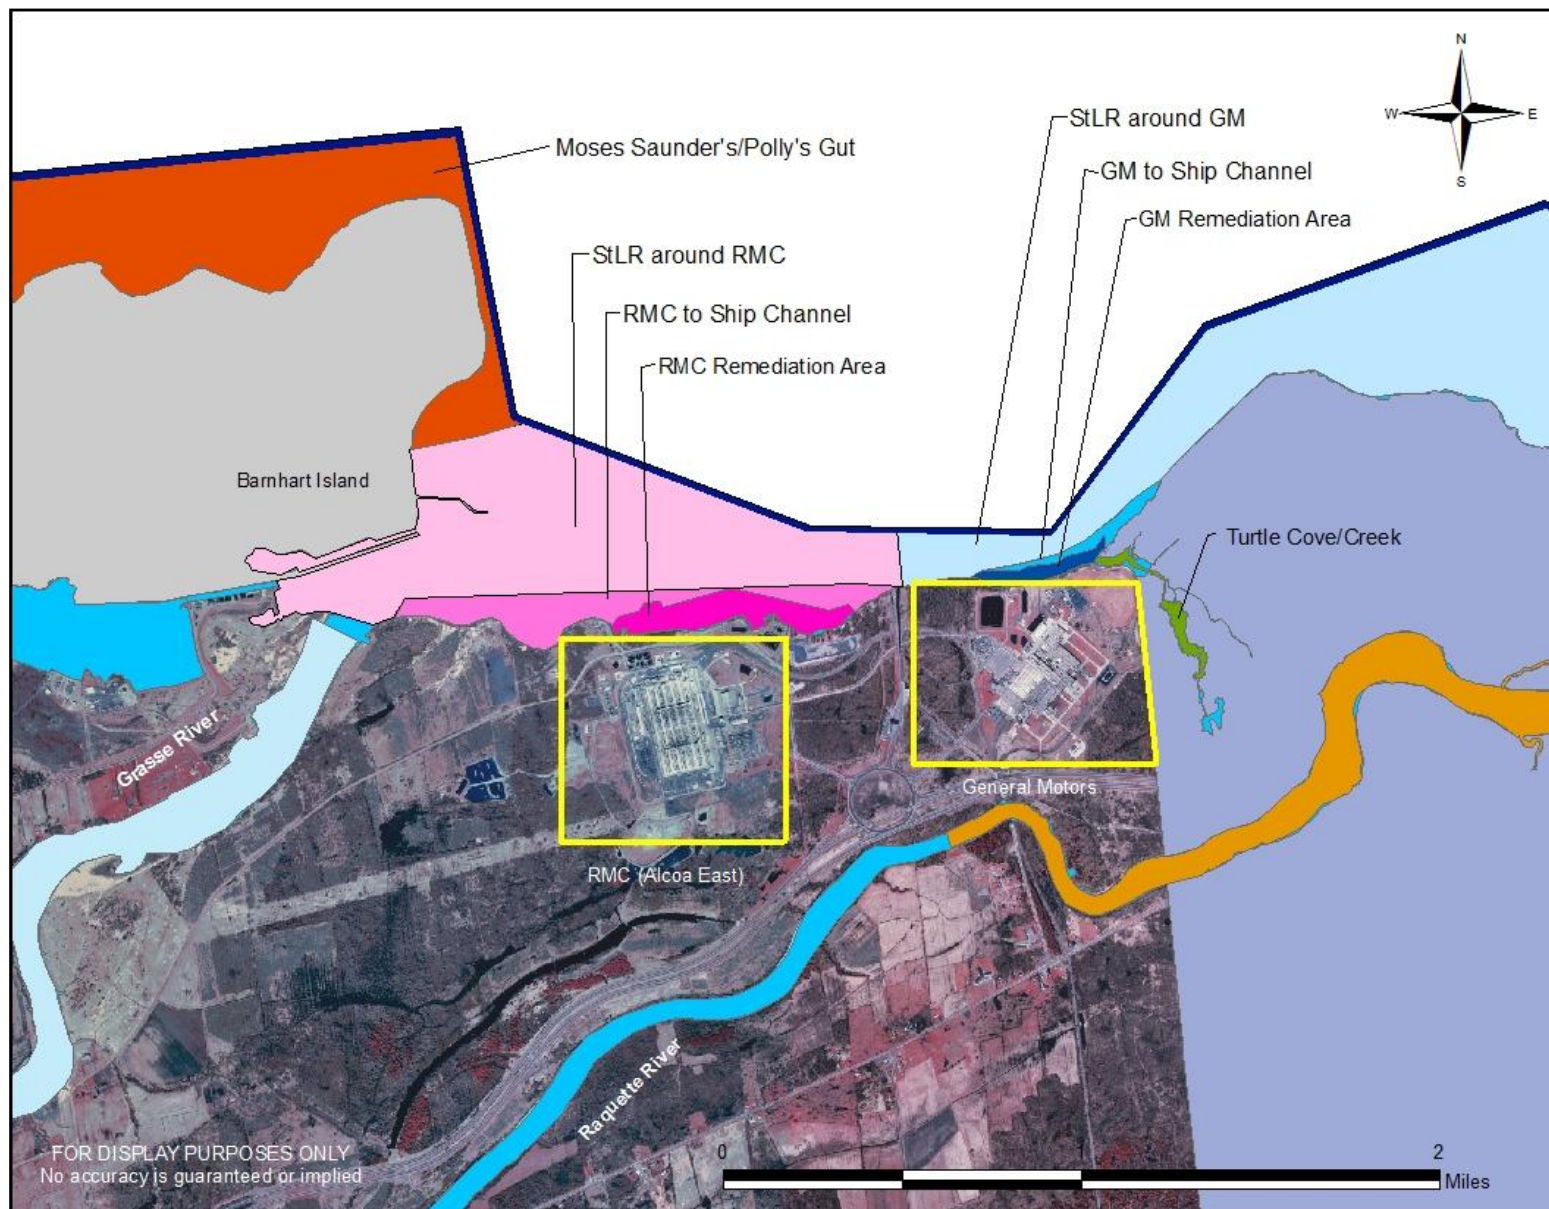 N
W E
S
StLR around GM
Moses Saunder's/Polly's Gut
GM to Ship Channel
GM Remediation Area
StLR around RMC
RMC to Ship Channel
RMC Remediation Area
Barnhart Island
Turtle Cove/Creek
Grasse River
General Motors
RMC (Alcoa East)
Raquette River
FOR DISPLAY PURPOSES ONLY
No accuracy is guaranteed or implied
0 1 2
Miles